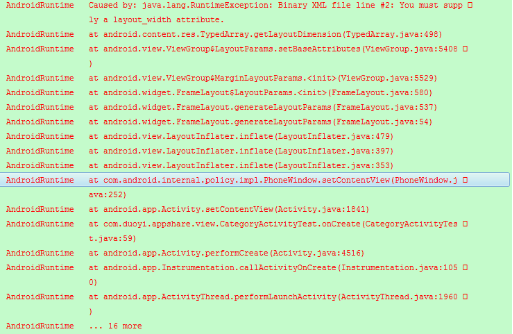 AndroidRuntime Caused by: java.lang.RuntimeException: Binary XML file line #2: You must supp
ly a layout_width attribute.
AndroidRuntime at android.content.res.TypedArray.getLayoutDimension(TypedArray.java:498)
AndroidRuntime at android.view.ViewGroup$LayoutParams.setBaseAttributes(ViewGroup.java:5408
)
AndroidRuntime at android.view.ViewGroup$MarginLayoutParams.<init>(ViewGroup.java:5529)
AndroidRuntime at android.widget.FrameLayout$LayoutParams.<init>(FrameLayout.java:580)
AndroidRuntime at android.widget.FrameLayout.generateLayoutParams(FrameLayout.java:537)
AndroidRuntime at android.widget.FrameLayout.generateLayoutParams(FrameLayout.java:54)
AndroidRuntime at android.view.LayoutInflater.inflate(LayoutInflater.java:479)
AndroidRuntime at android.view.LayoutInflater.inflate(LayoutInflater.java:397)
AndroidRuntime at android.view.LayoutInflater.inflate(LayoutInflater.java:353)
AndroidRuntime at com.android.internal.policy.impl.PhoneWindow.setContentView(PhoneWindow.j
ava:252)
AndroidRuntime at android.app.Activity.setContentView(Activity.java:1841)
AndroidRuntime at com.duoyi.appshare.view.CategoryActivityTest.onCreate(CategoryActivityTes
t.java:59)
AndroidRuntime at android.app.Activity.performCreate(Activity.java:4516)
AndroidRuntime at android.app.Instrumentation.callActivityOnCreate(Instrumentation.java:105
0)
AndroidRuntime at android.app.ActivityThread.performLaunchActivity(ActivityThread.java:1960
)
AndroidRuntime ... 16 more